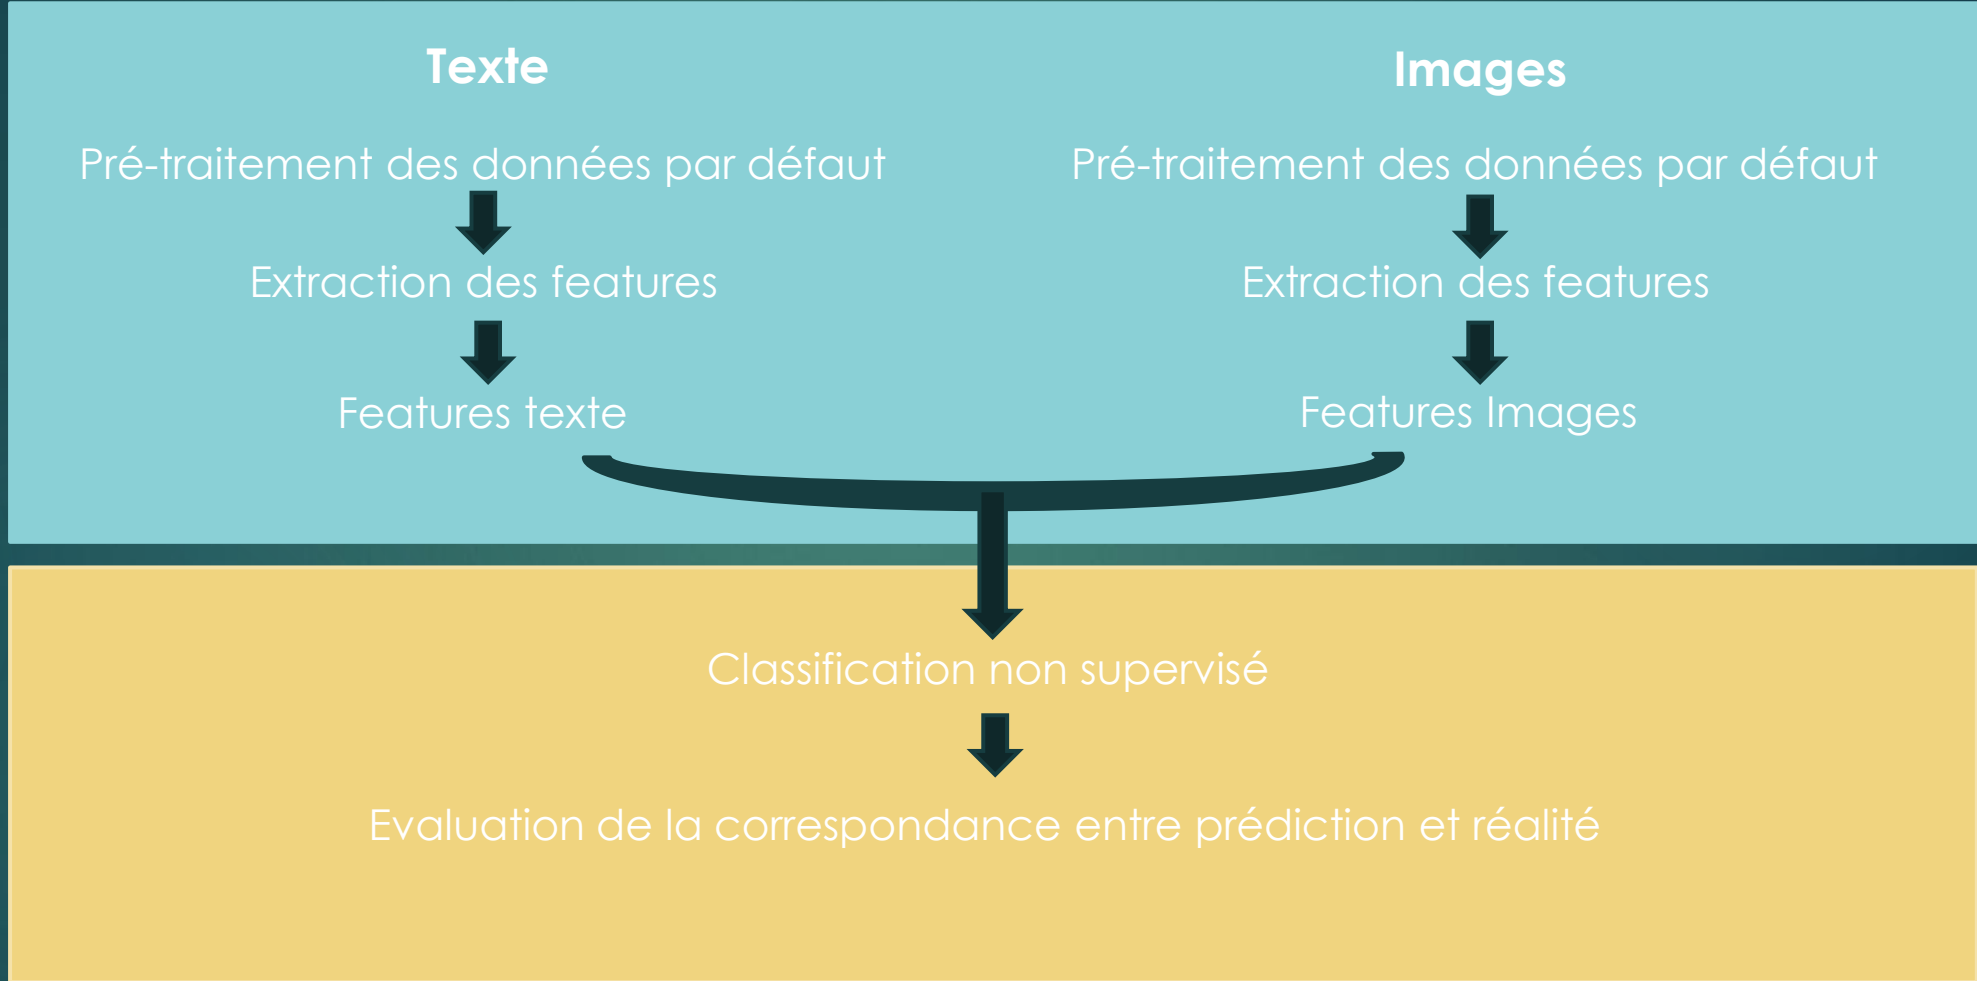 Texte
Pré-traitement des données par défaut
Extraction des features
Features texte
Images
Pré-traitement des données par défaut
Extraction des features
Features Images
Classification non supervisé
Evaluation de la correspondance entre prédiction et réalité